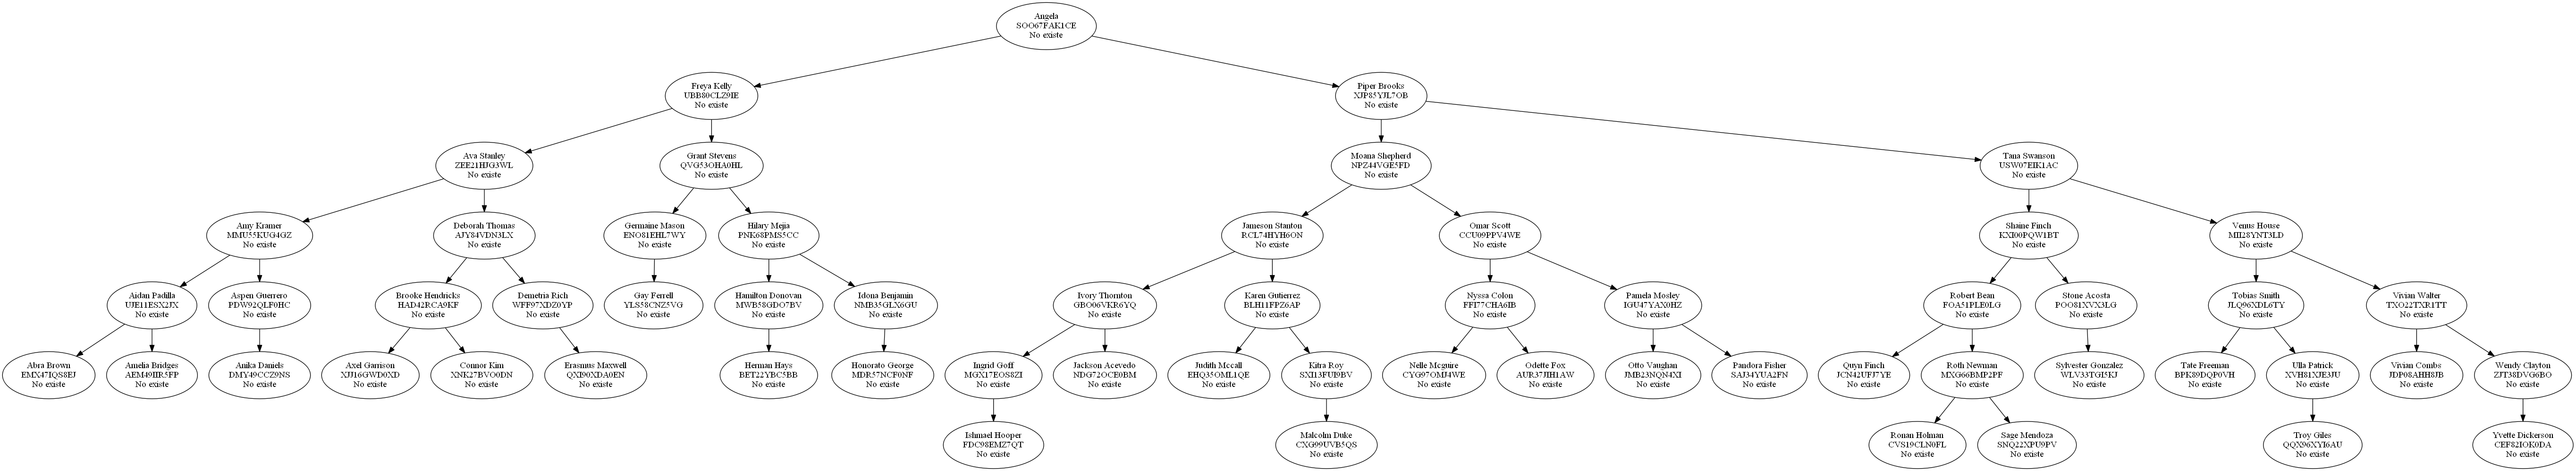 Angela
SOO67FAK1CE
No existe
Freya Kelly
UBB80CLZ9IE
No existe
Piper Brooks
XJP85YJL7OB
No existe
Ava Stanley
ZEE21HJG3WL
No existe
Grant Stevens
QVG53OHA0HL
No existe
Moana Shepherd
NPZ44VGE5FD
No existe
Tana Swanson
USW07EIK1AC
No existe
Amy Kramer
MMU55KUG4GZ
No existe
Deborah Thomas
AJY84VDN3LX
No existe
Germaine Mason
ENO81EHL7WY
No existe
Hilary Mejia
PNK68PMS5CC
No existe
Jameson Stanton
RCL74HYH6ON
No existe
Omar Scott
CCU09PPV4WE
No existe
Shaine Finch
KXI00PQW1BT
No existe
Venus House
MII28YNT3LD
No existe
Aidan Padilla
UJE11ESX2JX
No existe
Aspen Guerrero
PDW92QLF0HC
No existe
Brooke Hendricks
HAD42RCA9KF
No existe
Demetria Rich
WFF97XDZ0YP
No existe
Gay Ferrell
YLS58CNZ5VG
No existe
Hamilton Donovan
MWB58GDO7BV
No existe
Idona Benjamin
NMB35GLX6GU
No existe
Ivory Thornton
GBO06VKR6YQ
No existe
Karen Gutierrez
BLH11FPZ6AP
No existe
Nyssa Colon
FFI77CHA6IB
No existe
Pamela Mosley
IGU47YAX0HZ
No existe
Robert Bean
FOA51PLE0LG
No existe
Stone Acosta
POO81XVX3LG
No existe
Tobias Smith
JLQ96XDL6TY
No existe
Vivian Walter
TXO22TXR1TT
No existe
Abra Brown
EMX47IQS8EJ
No existe
Amelia Bridges
AEM49IIR5FP
No existe
Anika Daniels
DMY49CCZ9NS
No existe
Axel Garrison
XJJ16GWD0XD
No existe
Connor Kim
XNK27BVO0DN
No existe
Erasmus Maxwell
QXI90XDA0EN
No existe
Herman Hays
BET22YBC5BB
No existe
Honorato George
MDR57NCF0NF
No existe
Ingrid Goff
MGX17EOS8ZI
No existe
Jackson Acevedo
NDG72OCE0BM
No existe
Judith Mccall
EHQ35OML1QE
No existe
Kitra Roy
SXI13FUI9BV
No existe
Nelle Mcguire
CYG97OMJ4WE
No existe
Odette Fox
AUR37JIH1AW
No existe
Otto Vaughan
JMB23NQN4XI
No existe
Pandora Fisher
SAJ34YUA2FN
No existe
Quyn Finch
JCN42UFJ7YE
No existe
Roth Newman
MXG66BMP2PF
No existe
Sylvester Gonzalez
WLV33TGI5KJ
No existe
Tate Freeman
BPK89DQP0VH
No existe
Ulla Patrick
XVH81XJE3JU
No existe
Vivian Combs
JDP08AHH8JB
No existe
Wendy Clayton
ZJT38DVG6BO
No existe
Ishmael Hooper
FDC98EMZ7QT
No existe
Malcolm Duke
CXG99UVB5QS
No existe
Ronan Holman
CVS19CLN0FL
No existe
Sage Mendoza
SNQ22XPU9PV
No existe
Troy Giles
QQX96XYI6AU
No existe
Yvette Dickerson
CEF82IOK0DA
No existe